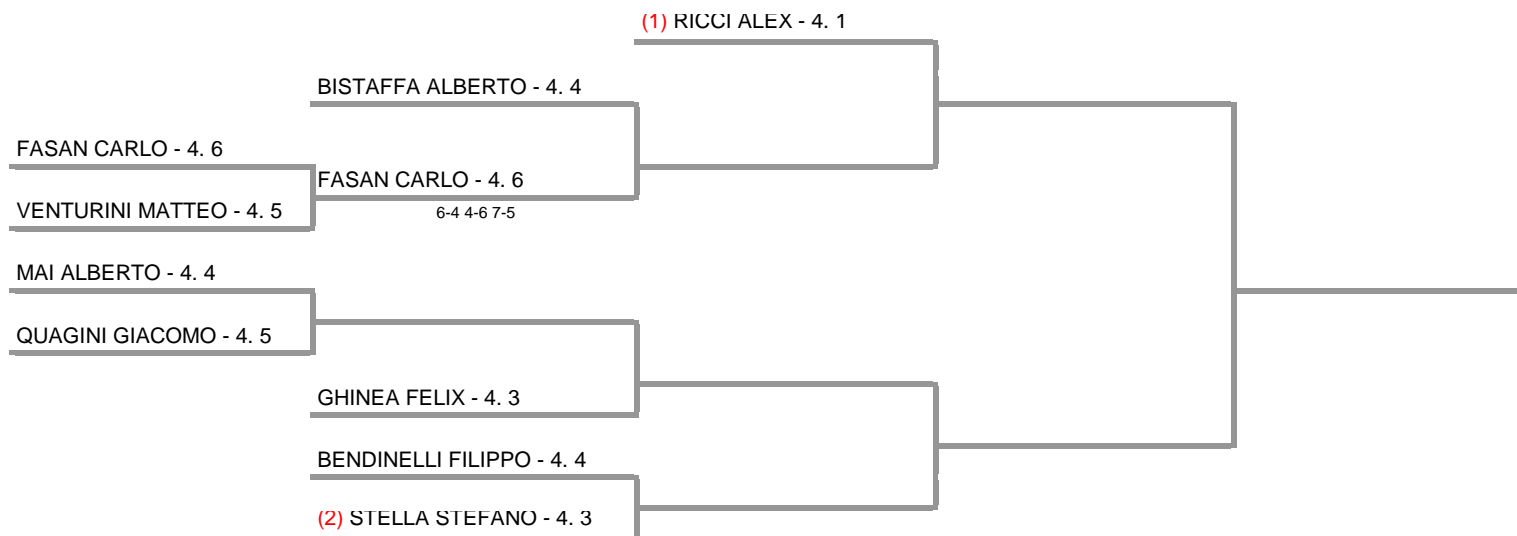 (1) RICCI ALEX - 4. 1
BISTAFFA ALBERTO - 4. 4
FASAN CARLO - 4. 6
FASAN CARLO - 4. 6
VENTURINI MATTEO - 4. 5
6-4 4-6 7-5
MAI ALBERTO - 4. 4
QUAGINI GIACOMO - 4. 5
GHINEA FELIX - 4. 3
BENDINELLI FILIPPO - 4. 4
(2) STELLA STEFANO - 4. 3